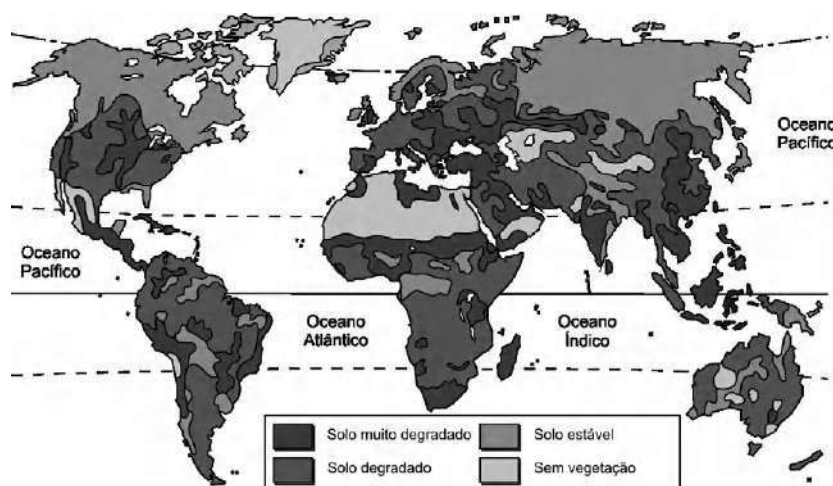 Oceano
Pacífico
Oceano
Pacífico
Oceano
Atlântico
Oceano
Índico
Solo muito degradado
Solo estável
Solo degradado
Sem vegetação